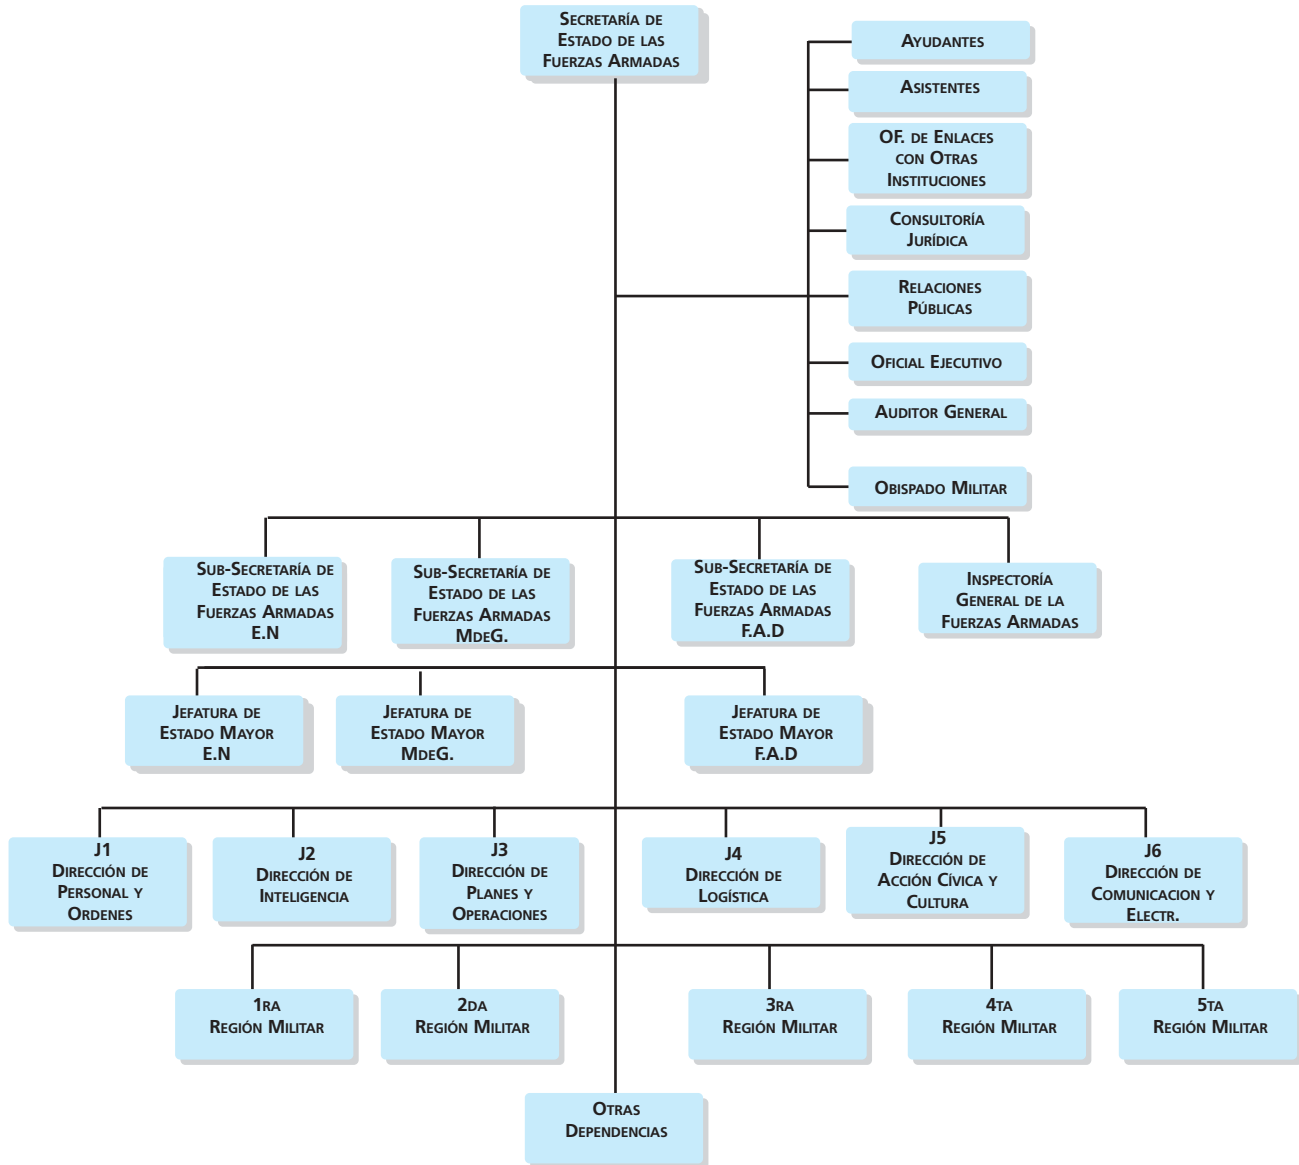 Secretaría de
Estado de las
Fuerzas Armadas
Ayudantes
Asistentes
OF. de Enlaces
con Otras
Instituciones
Consultoría
Jurídica
Relaciones
Públicas
Oficial Ejecutivo
Auditor General
Obispado Militar
Sub-Secretaría de
Estado de las
Fuerzas Armadas
E.N
Sub-Secretaría de
Estado de las
Fuerzas Armadas
MdeG.
Sub-Secretaría de
Estado de las
Fuerzas Armadas
F.A.D
Inspectoría
General de la
Fuerzas Armadas
Jefatura de
Estado Mayor
E.N
Jefatura de
Estado Mayor
MdeG.
Jefatura de
Estado Mayor
F.A.D
J1
Dirección de
Personal y
Ordenes
J2
Dirección de
Inteligencia
J3
Dirección de
Planes y
Operaciones
J4
Dirección de
Logística
J5
Dirección de
Acción Cívica y
Cultura
J6
Dirección de
Comunicacion y
Electr.
1ra
Región Militar
2da
Región Militar
3ra
Región Militar
4ta
Región Militar
5ta
Región Militar
Otras
Dependencias